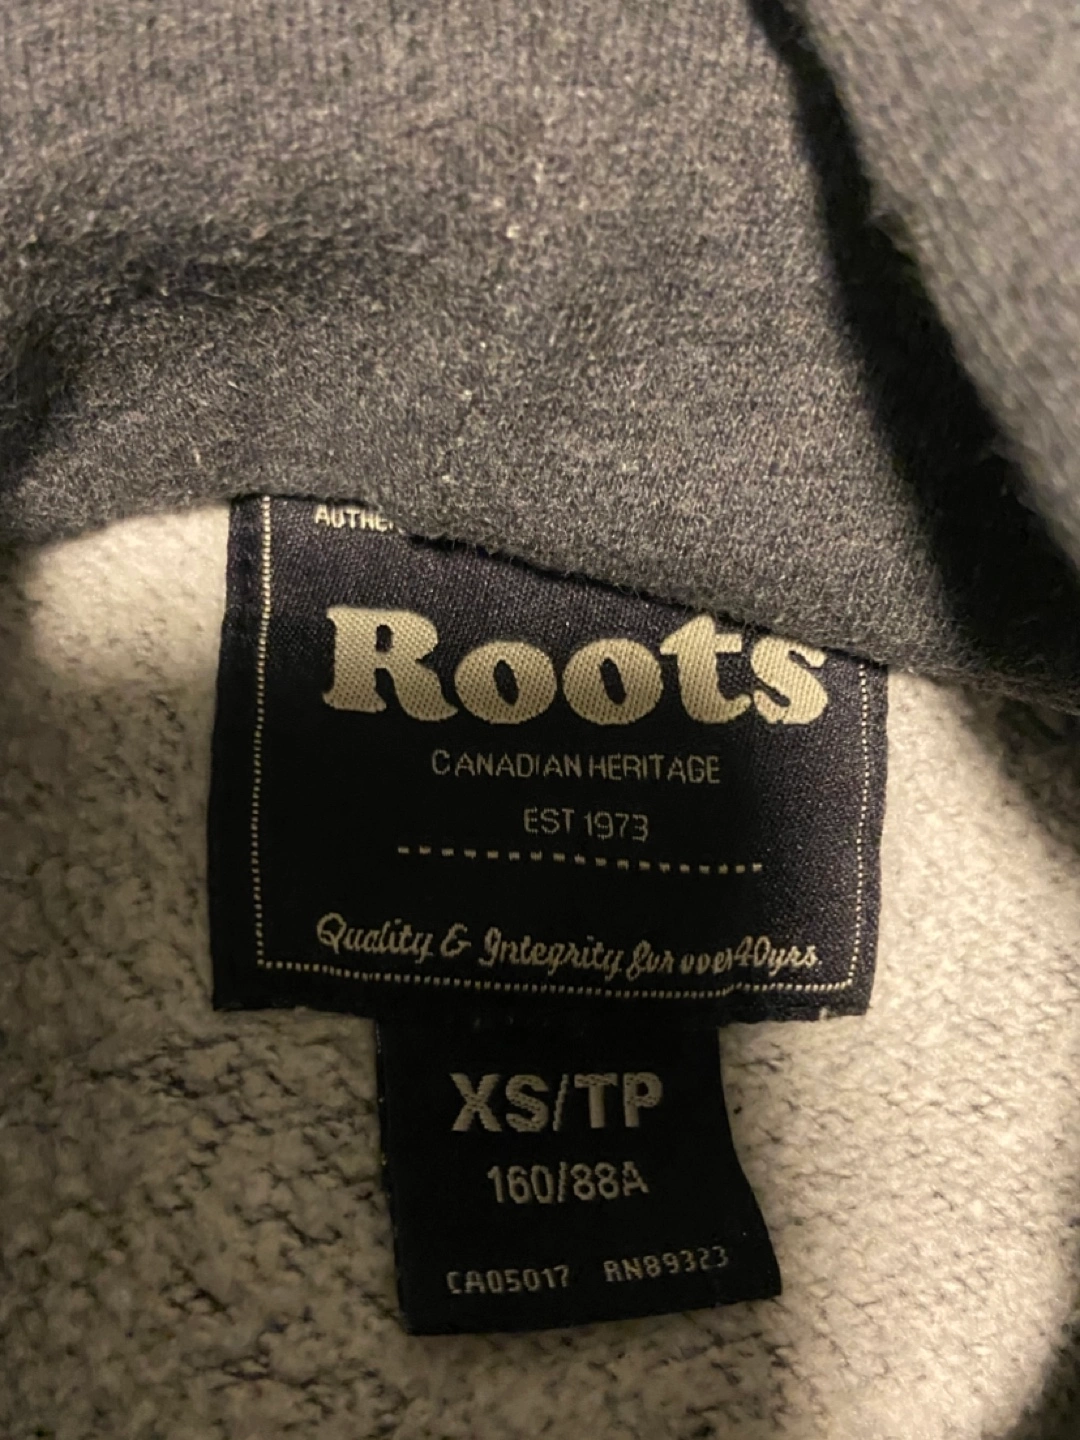 Roots
CANADIAN HERITAGE
EST 1973
Quality & Integrity for over 40yrs.
XS/TP
160/88A
CA05017 RN89323